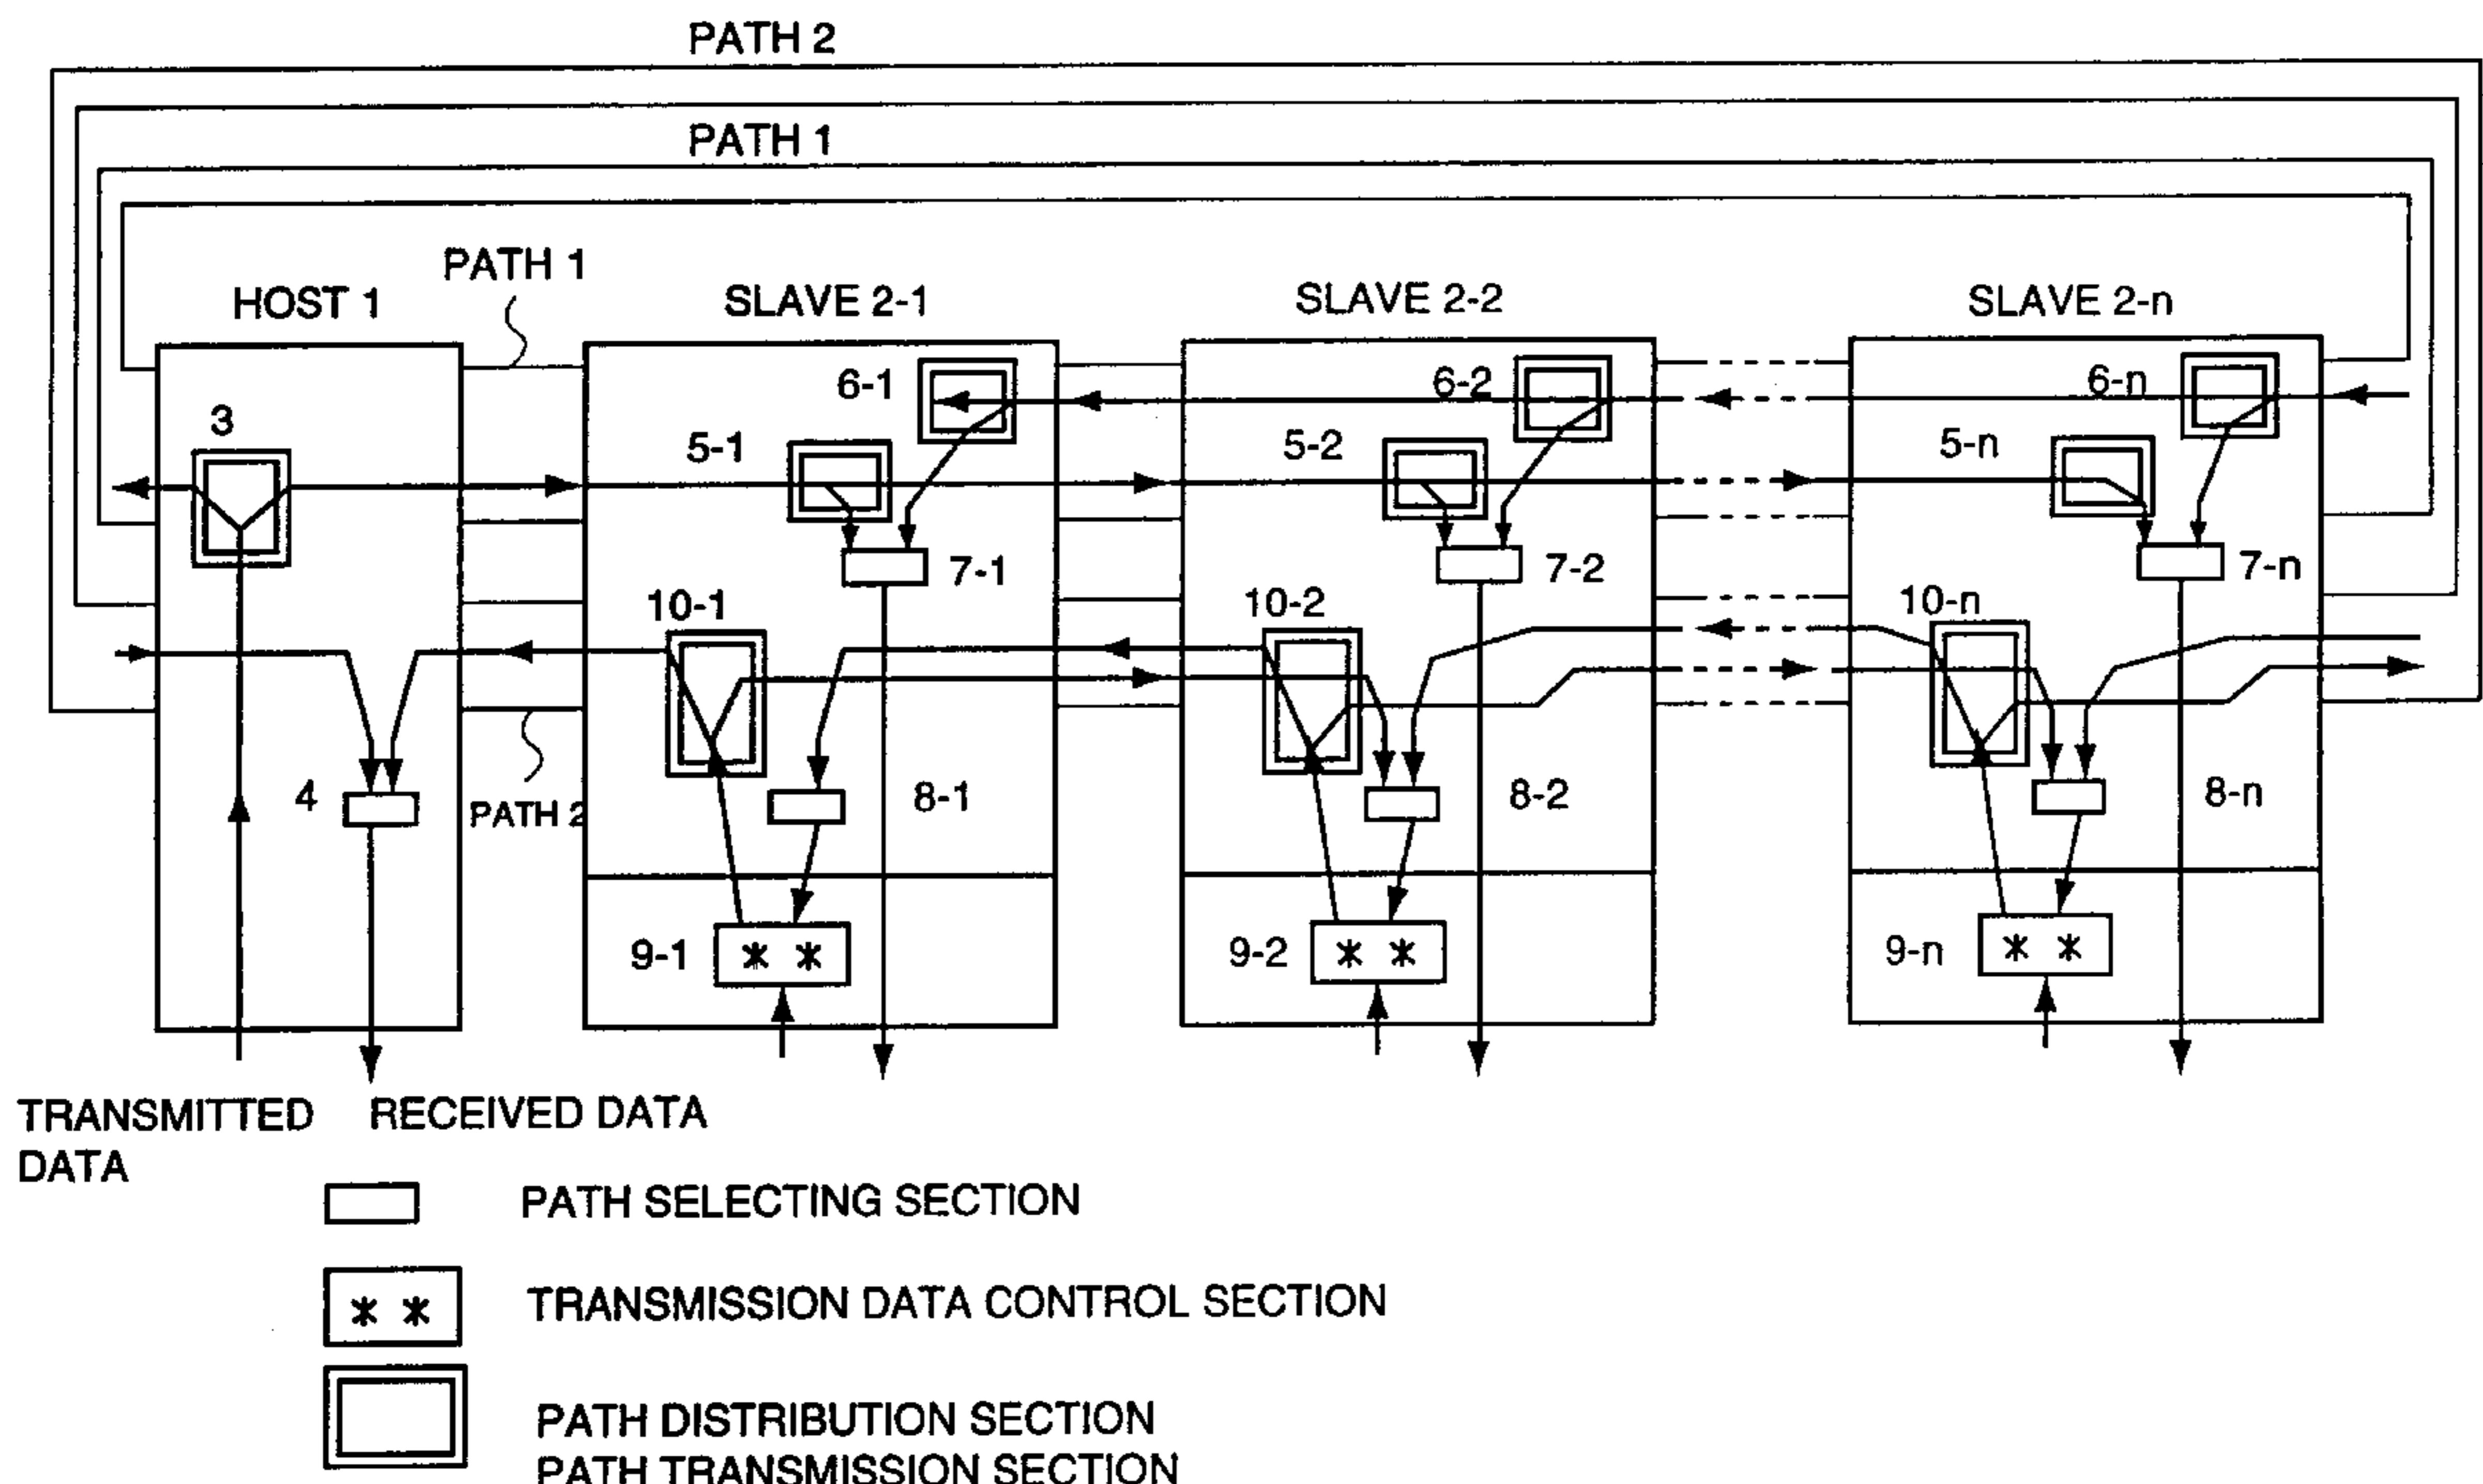 PATH 2
PATH 1
PATH 1
HOST 1
SLAVE 2-1
SLAVE 2-2
SLAVE 2-n
6-1
6-2
6-n
3
5-1
5-2
5-n
7-1
7-2
7-n
10-1
10-2
10-n
4
PATH 2
8-1
8-2
8-n
9-1
* *
9-2
* *
9-n
* *
TRANSMITTED DATA
RECEIVED DATA
PATH SELECTING SECTION
* *
TRANSMISSION DATA CONTROL SECTION
PATH DISTRIBUTION SECTION
PATH TRANSMISSION SECTION